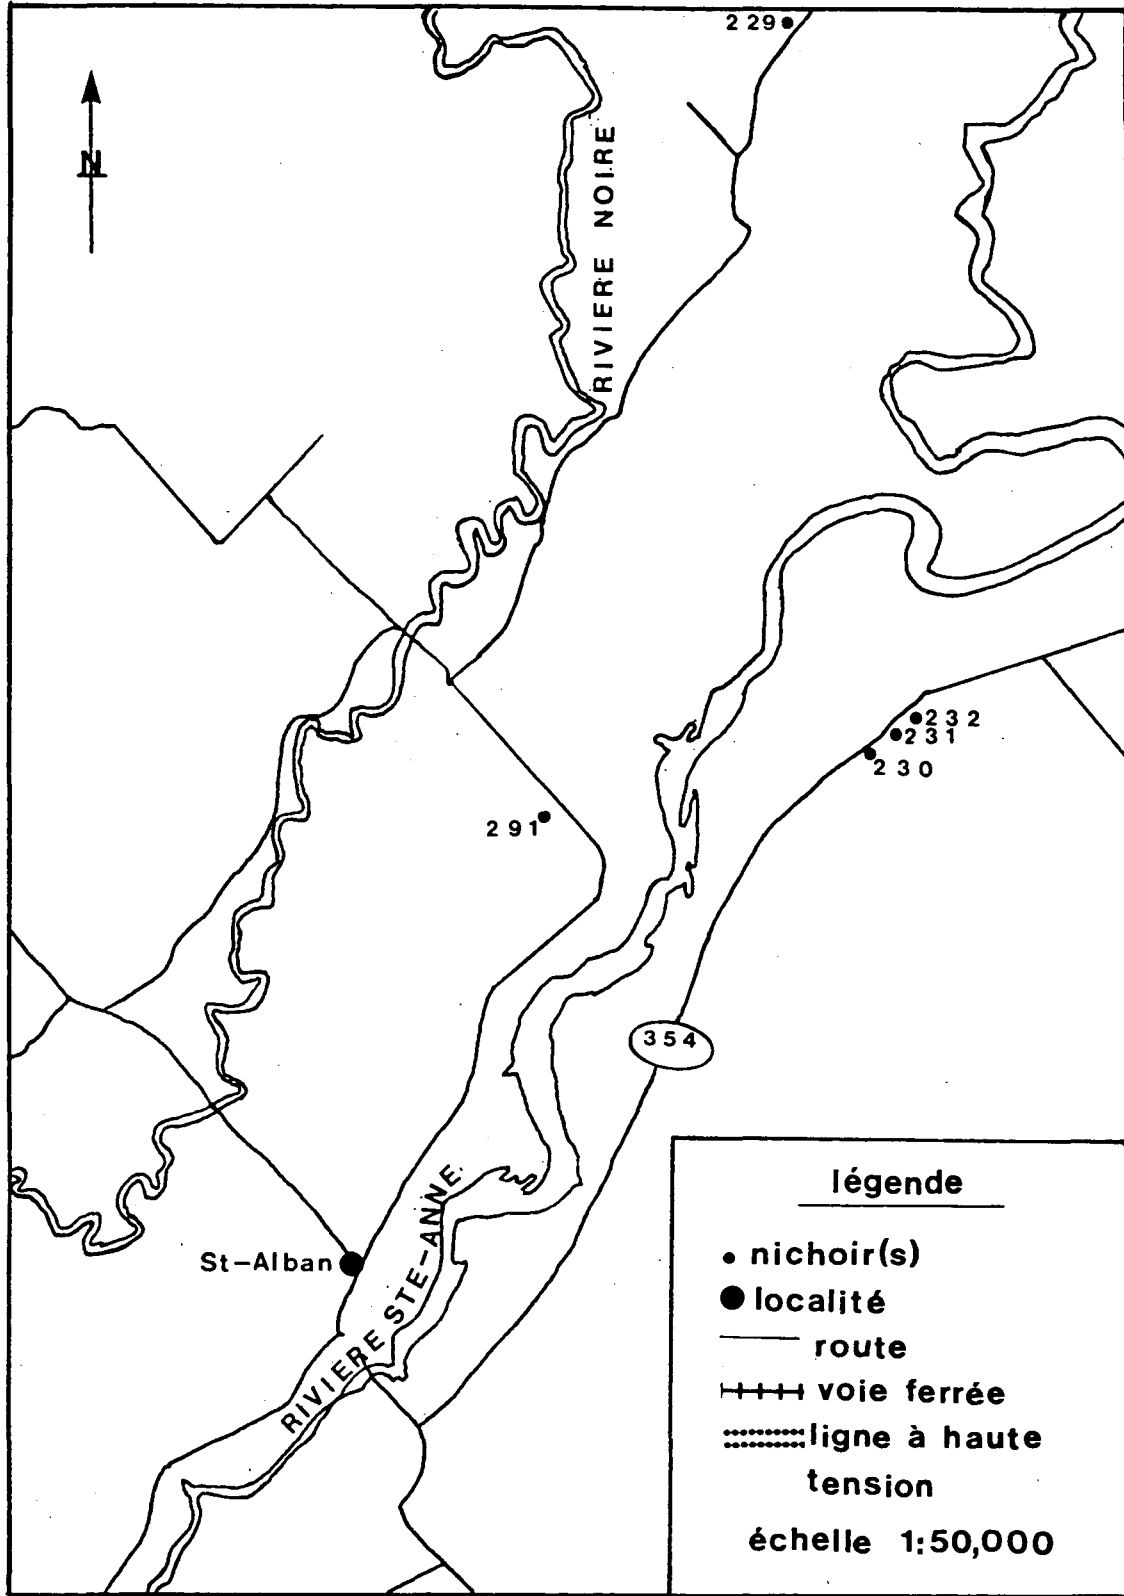 229
N
RIVIERE NOIRE
232
231
230
291
354
St-Alban
RIVIERE STE-ANNE
légende
nichoir(s)
localité
route
voie ferrée
ligne à haute
tension
échelle 1:50,000